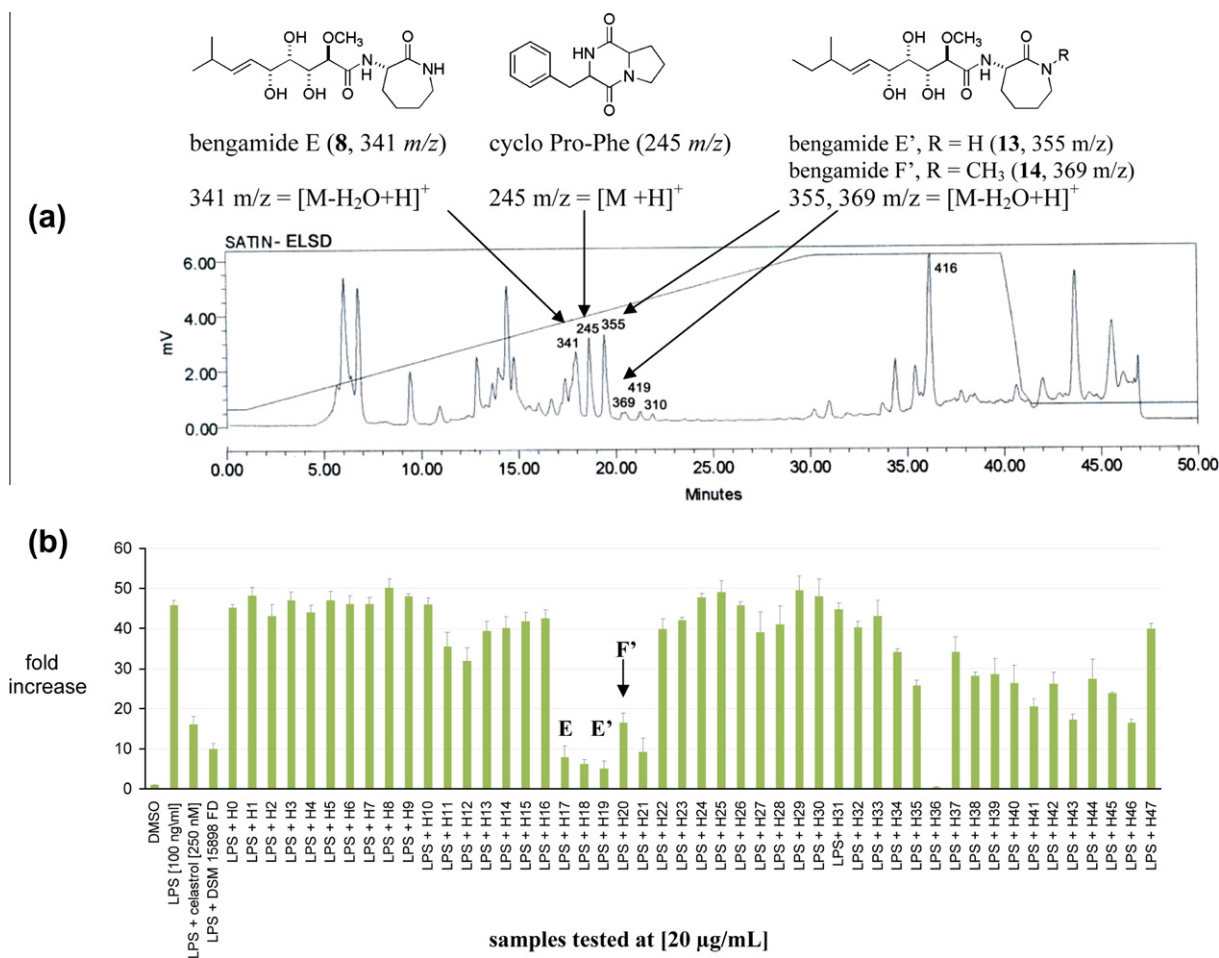 OH OCH₃ O
N H NH
OH OH O
O
HN
N
O
OH OCH₃ O R
N H N
OH OH O
bengamide E (8, 341 m/z)
cyclo Pro-Phe (245 m/z)
bengamide E', R = H (13, 355 m/z)
bengamide F', R = CH₃ (14, 369 m/z)
341 m/z = [M-H₂O+H]⁺
245 m/z = [M +H]⁺
355, 369 m/z = [M-H₂O+H]⁺
(a)
SATIN- ELSD
6.00
4.00
2.00
0.00
mV
341
245
355
369
419
310
416
0.00 5.00 10.00 15.00 20.00 25.00 30.00 35.00 40.00 45.00 50.00
Minutes
(b)
60
50
40
30
20
10
0
fold
increase
E
E'
F'
DMSO
LPS [100 ng\ml]
LPS + celastrol [250 nM]
LPS + DSM 15898 FD
LPS + H0
LPS + H1
LPS + H2
LPS + H3
LPS + H4
LPS + H5
LPS + H6
LPS + H7
LPS + H8
LPS + H9
LPS + H10
LPS + H11
LPS + H12
LPS + H13
LPS + H14
LPS + H15
LPS + H16
LPS + H17
LPS + H18
LPS + H19
LPS + H20
LPS + H21
LPS + H22
LPS + H23
LPS + H24
LPS + H25
LPS + H26
LPS + H27
LPS + H28
LPS + H29
LPS + H30
LPS+ H31
LPS + H32
LPS + H33
LPS + H34
LPS + H35
LPS + H36
LPS + H37
LPS + H38
LPS + H39
LPS + H40
LPS + H41
LPS + H42
LPS + H43
LPS + H44
LPS + H45
LPS + H46
LPS + H47
samples tested at [20 µg/mL]